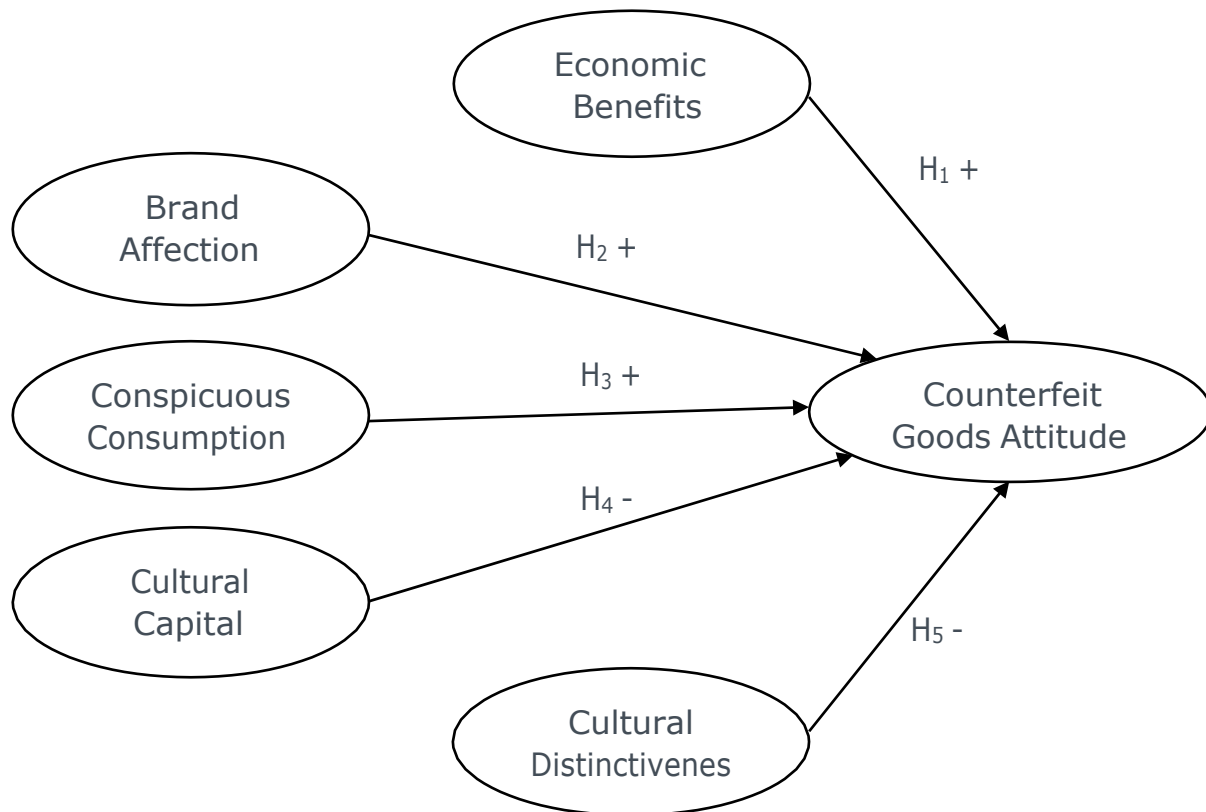 Economic
Benefits
H₁ +
Brand
Affection
H₂ +
Conspicuous
Consumption
H₃ +
Counterfeit
Goods Attitude
H₄ -
Cultural
Capital
H₅ -
Cultural
Distinctivenes